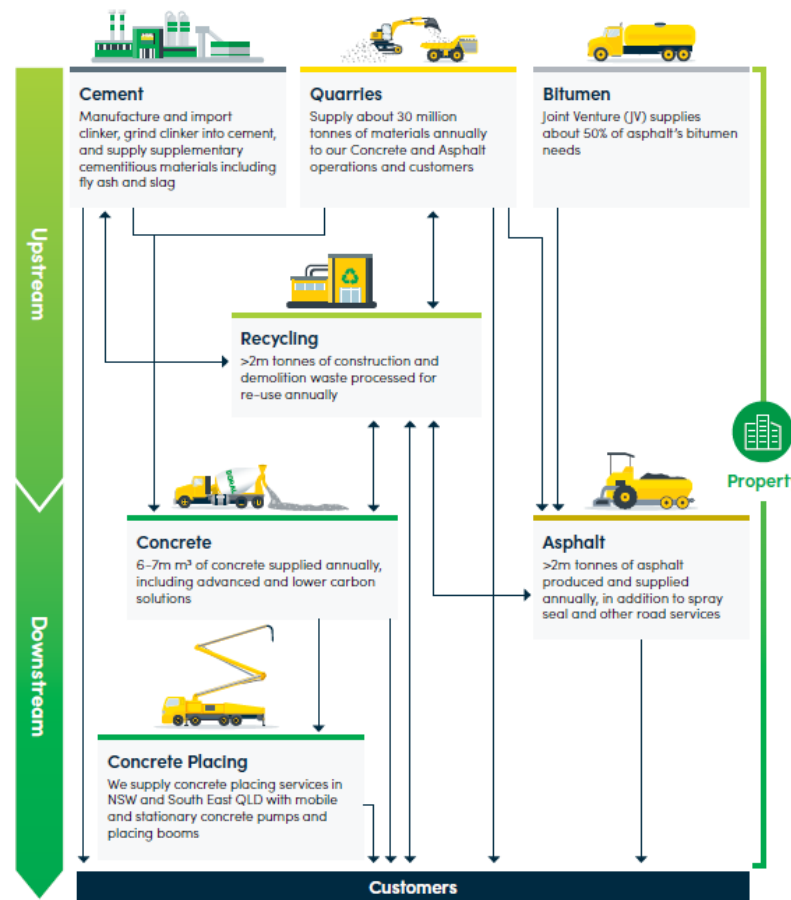 Cement
Manufacture and import
clinker, grind clinker into cement,
and supply supplementary
cementitious materials including
fly ash and slag
Quarries
Supply about 30 million
tonnes of materials annually
to our Concrete and Asphalt
operations and customers
Bitumen
Joint Venture (JV) supplies
about 50% of asphalt's bitumen
needs
Upstream
Recycling
>2m tonnes of construction and
demolition waste processed for
re-use annually
Propert
BORAL
Concrete
6-7m m³ of concrete supplied annually,
including advanced and lower carbon
solutions
Asphalt
>2m tonnes of asphalt
produced and supplied
annually, in addition to spray
seal and other road services
Downstream
Concrete Placing
We supply concrete placing services in
NSW and South East QLD with mobile
and stationary concrete pumps and
placing booms
Customers